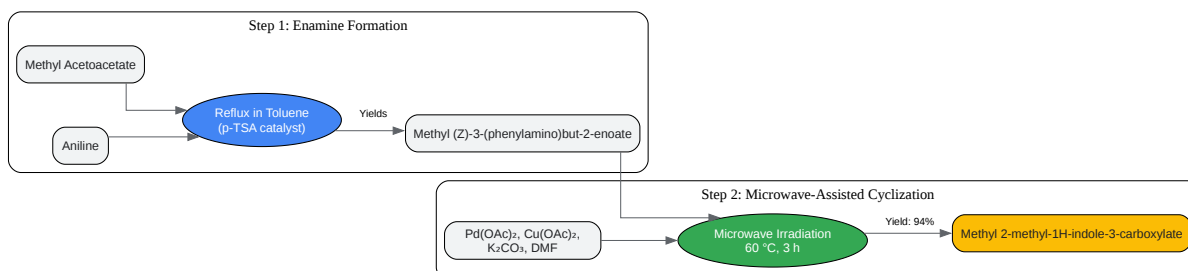 Step 1: Enamine Formation
Methyl Acetoacetate
Aniline
Reflux in Toluene
(p-TSA catalyst)
Yields
Methyl (Z)-3-(phenylamino)but-2-enoate
Step 2: Microwave-Assisted Cyclization
Pd(OAc)₂, Cu(OAc)₂,
K₂CO₃, DMF
Microwave Irradiation
60 °C, 3 h
Yield: 94%
Methyl 2-methyl-1H-indole-3-carboxylate